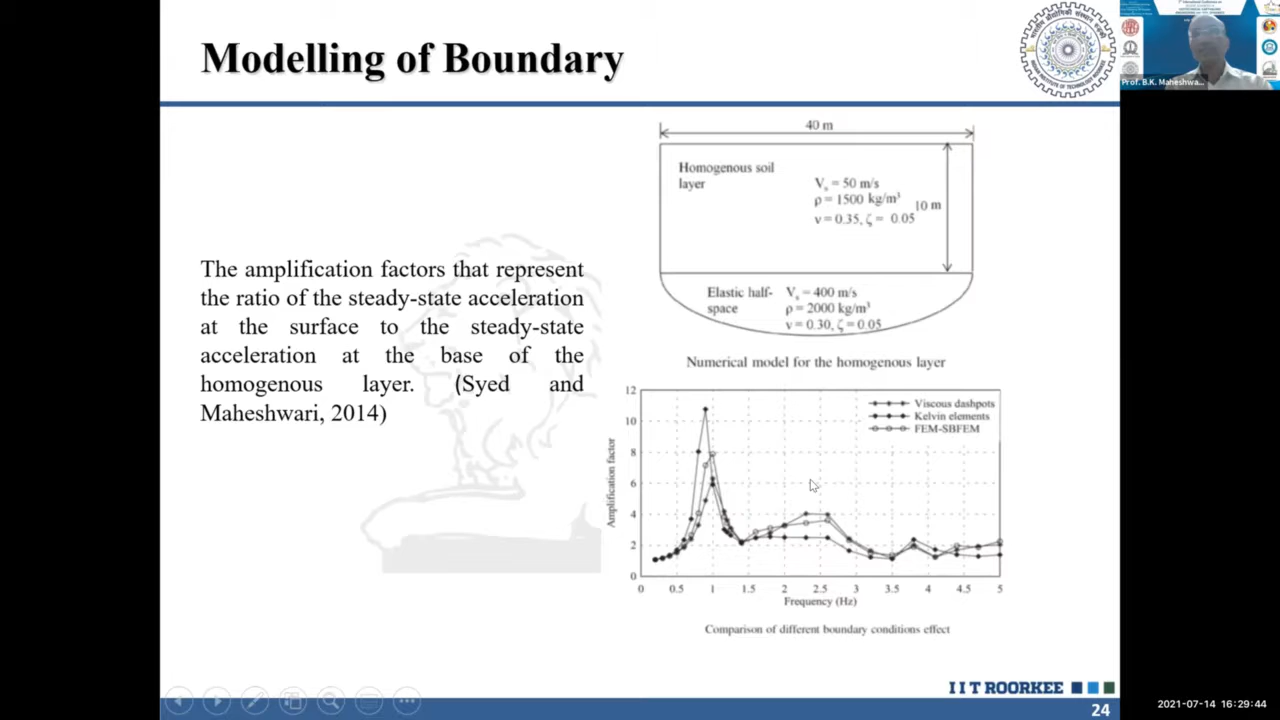 Modelling of Boundary
Prof. B.K. Maheshwa...
The amplification factors that represent
the ratio of the steady-state acceleration
at the surface to the steady-state
acceleration at the base of the
homogenous layer. (Syed and
Maheshwari, 2014)
40 m
Homogenous soil
layer
Vs = 50 m/s
ρ = 1500 kg/m³
ν = 0.35, ζ = 0.05
10 m
Elastic half-
space
Vs = 400 m/s
ρ = 2000 kg/m³
ν = 0.30, ζ = 0.05
Numerical model for the homogenous layer
12
10
8
6
4
2
0
Amplification factor
Viscous dashpots
Kelvin elements
FEM-SBFEM
0 0.5 1 1.5 2 2.5 3 3.5 4 4.5 5
Frequency (Hz)
Comparison of different boundary conditions effect
I I T ROORKEE
24
2021-07-14 16:29:44